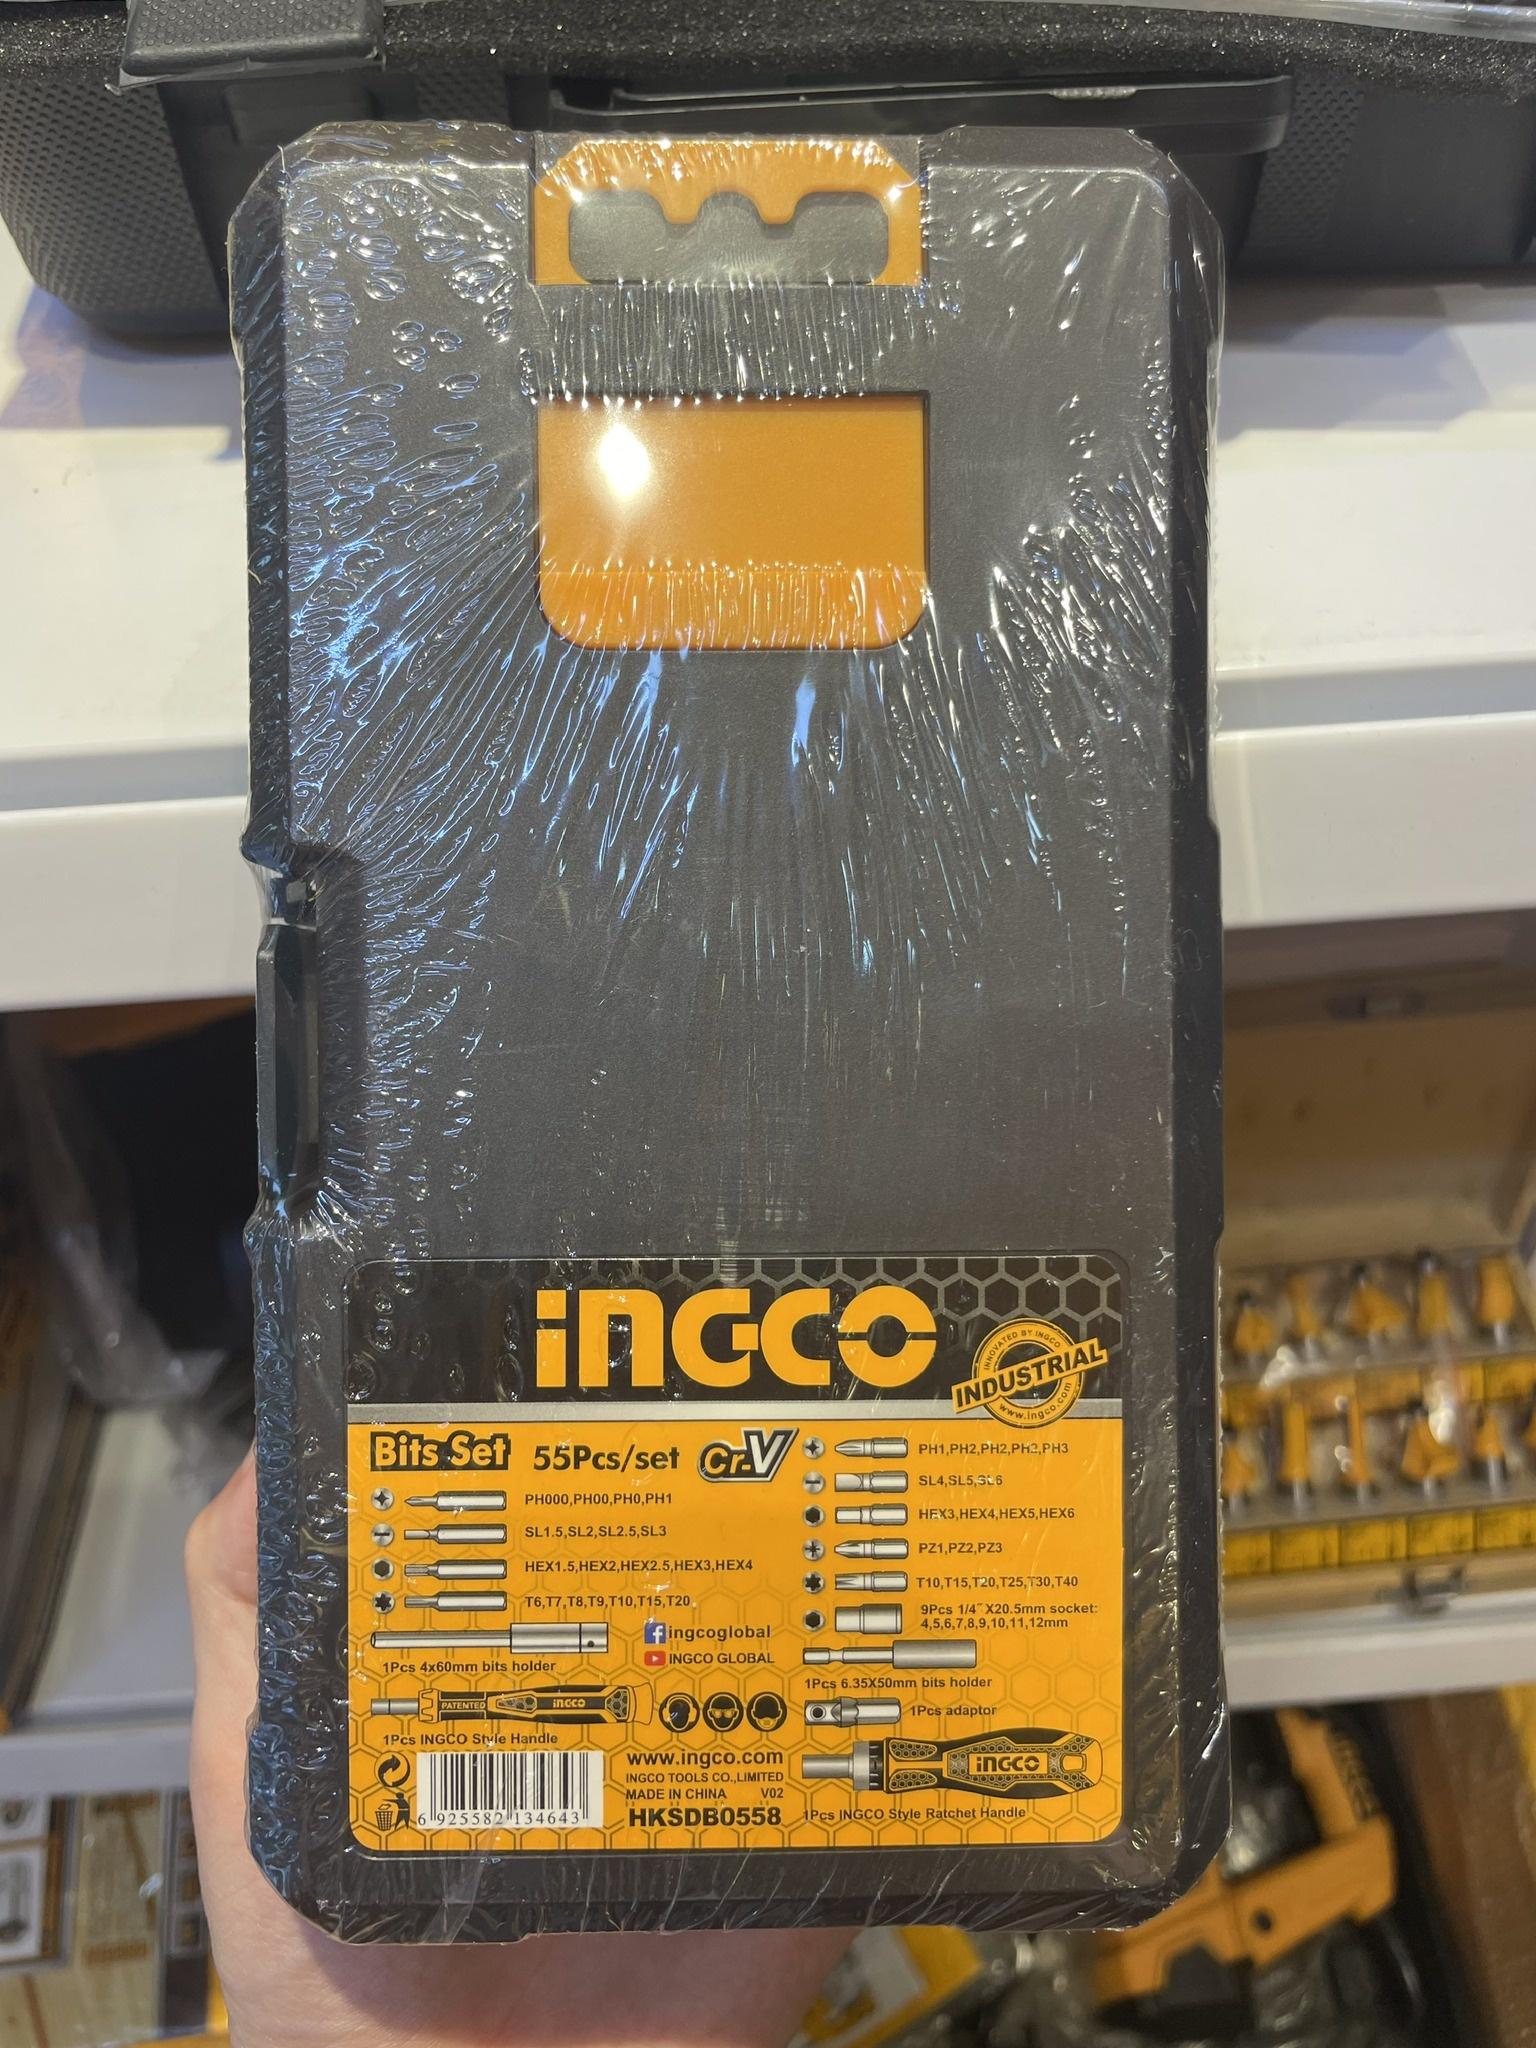 INGCO
INNOVATED BY INGCO
INDUSTRIAL
www.ingco.com
Bits Set 55Pcs/set Cr-V
PH000,PH00,PH0,PH1
SL1.5,SL2,SL2.5,SL3
HEX1.5,HEX2,HEX2.5,HEX3,HEX4
T6,T7,T8,T9,T10,T15,T20
ingcoglobal
INGCO GLOBAL
1Pcs 4x60mm bits holder
PATENTED
INGCO
1Pcs INGCO Style Handle
6 925582 134643
www.ingco.com
INGCO TOOLS CO.,LIMITED
MADE IN CHINA V02
HKSDB0558
PH1,PH2,PH2,PH3,PH3
SL4,SL5,SL6
HEX3,HEX4,HEX5,HEX6
PZ1,PZ2,PZ3
T10,T15,T20,T25,T30,T40
9Pcs 1/4″X20.5mm socket:
4,5,6,7,8,9,10,11,12mm
1Pcs 6.35X50mm bits holder
1Pcs adaptor
INGCO
1Pcs INGCO Style Ratchet Handle